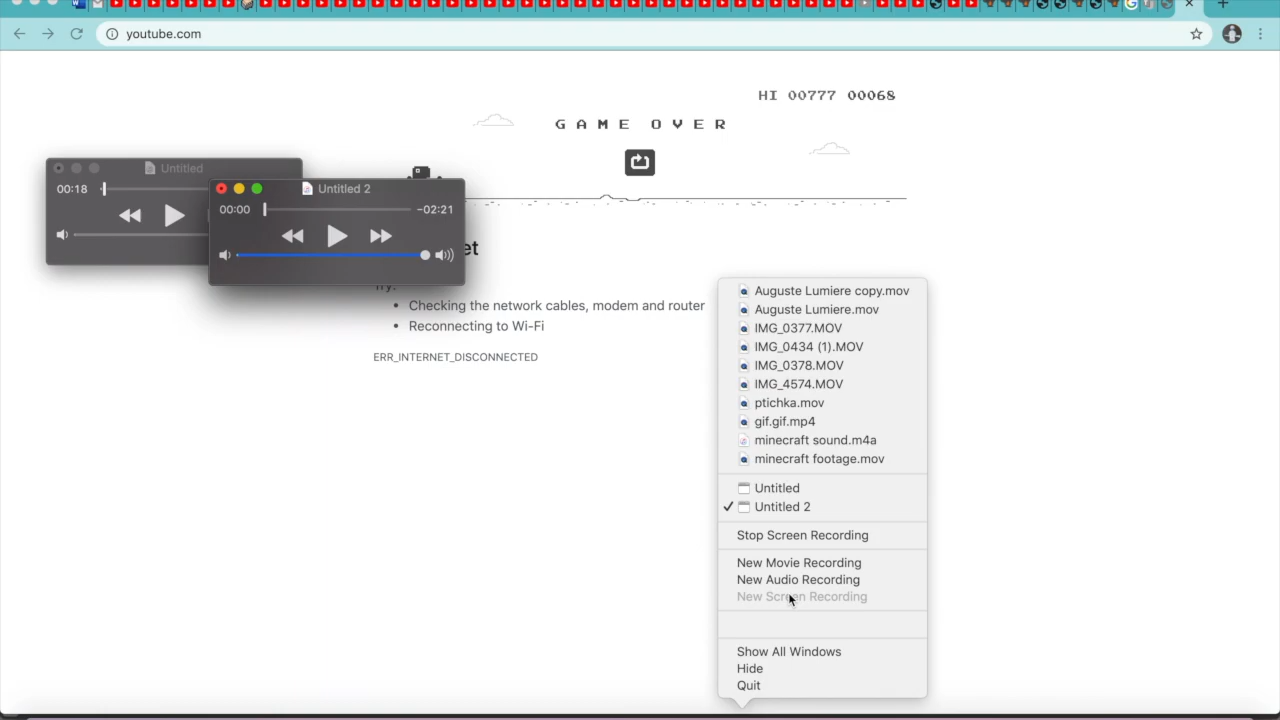 youtube.com
HI 00777 00068
GAME OVER
Untitled
00:18
Untitled 2
00:00
-02:21
et
Try:
Checking the network cables, modem and router
Reconnecting to Wi-Fi
ERR_INTERNET_DISCONNECTED
Auguste Lumiere copy.mov
Auguste Lumiere.mov
IMG_0377.MOV
IMG_0434 (1).MOV
IMG_0378.MOV
IMG_4574.MOV
ptichka.mov
gif.gif.mp4
minecraft sound.m4a
minecraft footage.mov
Untitled
Untitled 2
Stop Screen Recording
New Movie Recording
New Audio Recording
New Screen Recording
Show All Windows
Hide
Quit